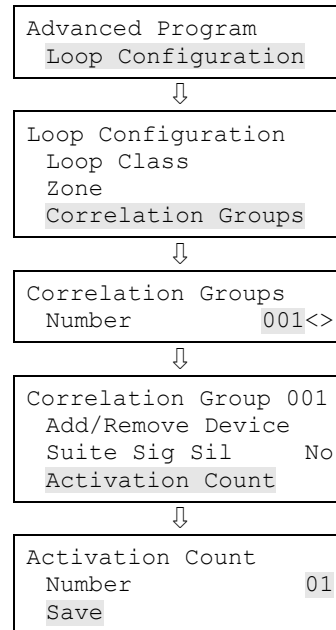 Advanced Program
Loop Configuration
⇩
Loop Configuration
Loop Class
Zone
Correlation Groups
⇩
Correlation Groups
Number 001<>
⇩
Correlation Group 001
Add/Remove Device
Suite Sig Sil No
Activation Count
⇩
Activation Count
Number 01
Save